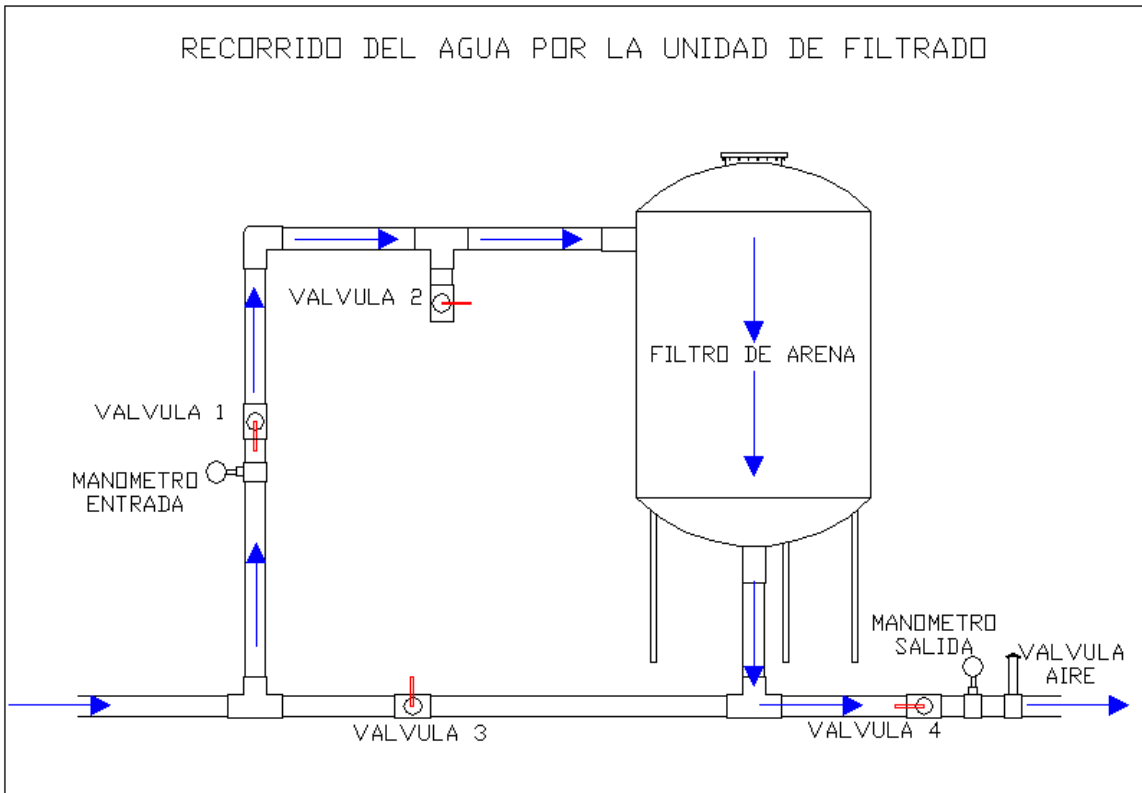 RECORRIDO DEL AGUA POR LA UNIDAD DE FILTRADO
VALVULA 2
FILTRO DE ARENA
VALVULA 1
MANOMETRO
ENTRADA
MANOMETRO
SALIDA
VALVULA
AIRE
VALVULA 3
VALVULA 4